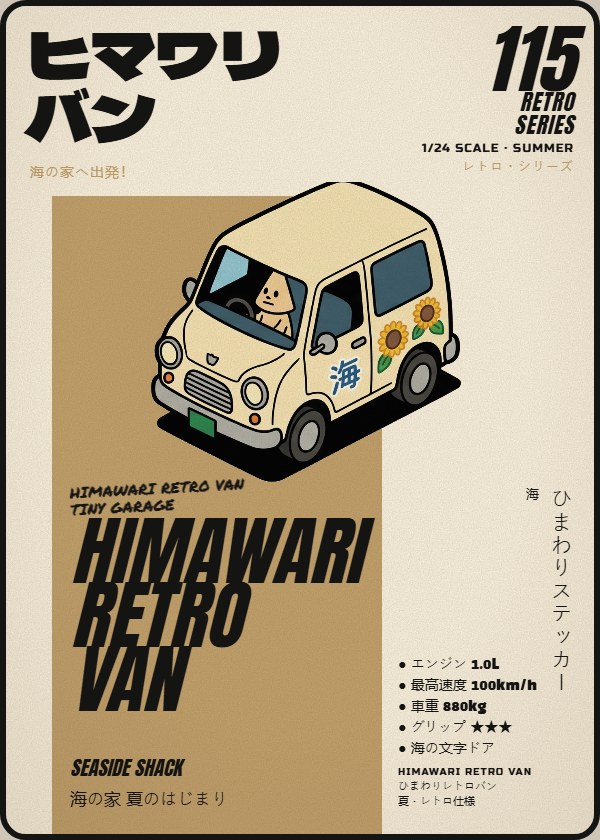 ヒマワリ
バン
海の家へ出発!
115
RETRO
SERIES
1/24 SCALE · SUMMER
レトロ・シリーズ
海
HIMAWARI RETRO VAN
TINY GARAGE
HIMAWARI
RETRO
VAN
SEASIDE SHACK
海の家 夏のはじまり
ひまわりステッカー
海
● エンジン 1.0L
● 最高速度 100km/h
● 車重 880kg
● グリップ ★★★
● 海の文字ドア
HIMAWARI RETRO VAN
ひまわりレトロバン
夏・レトロ仕様